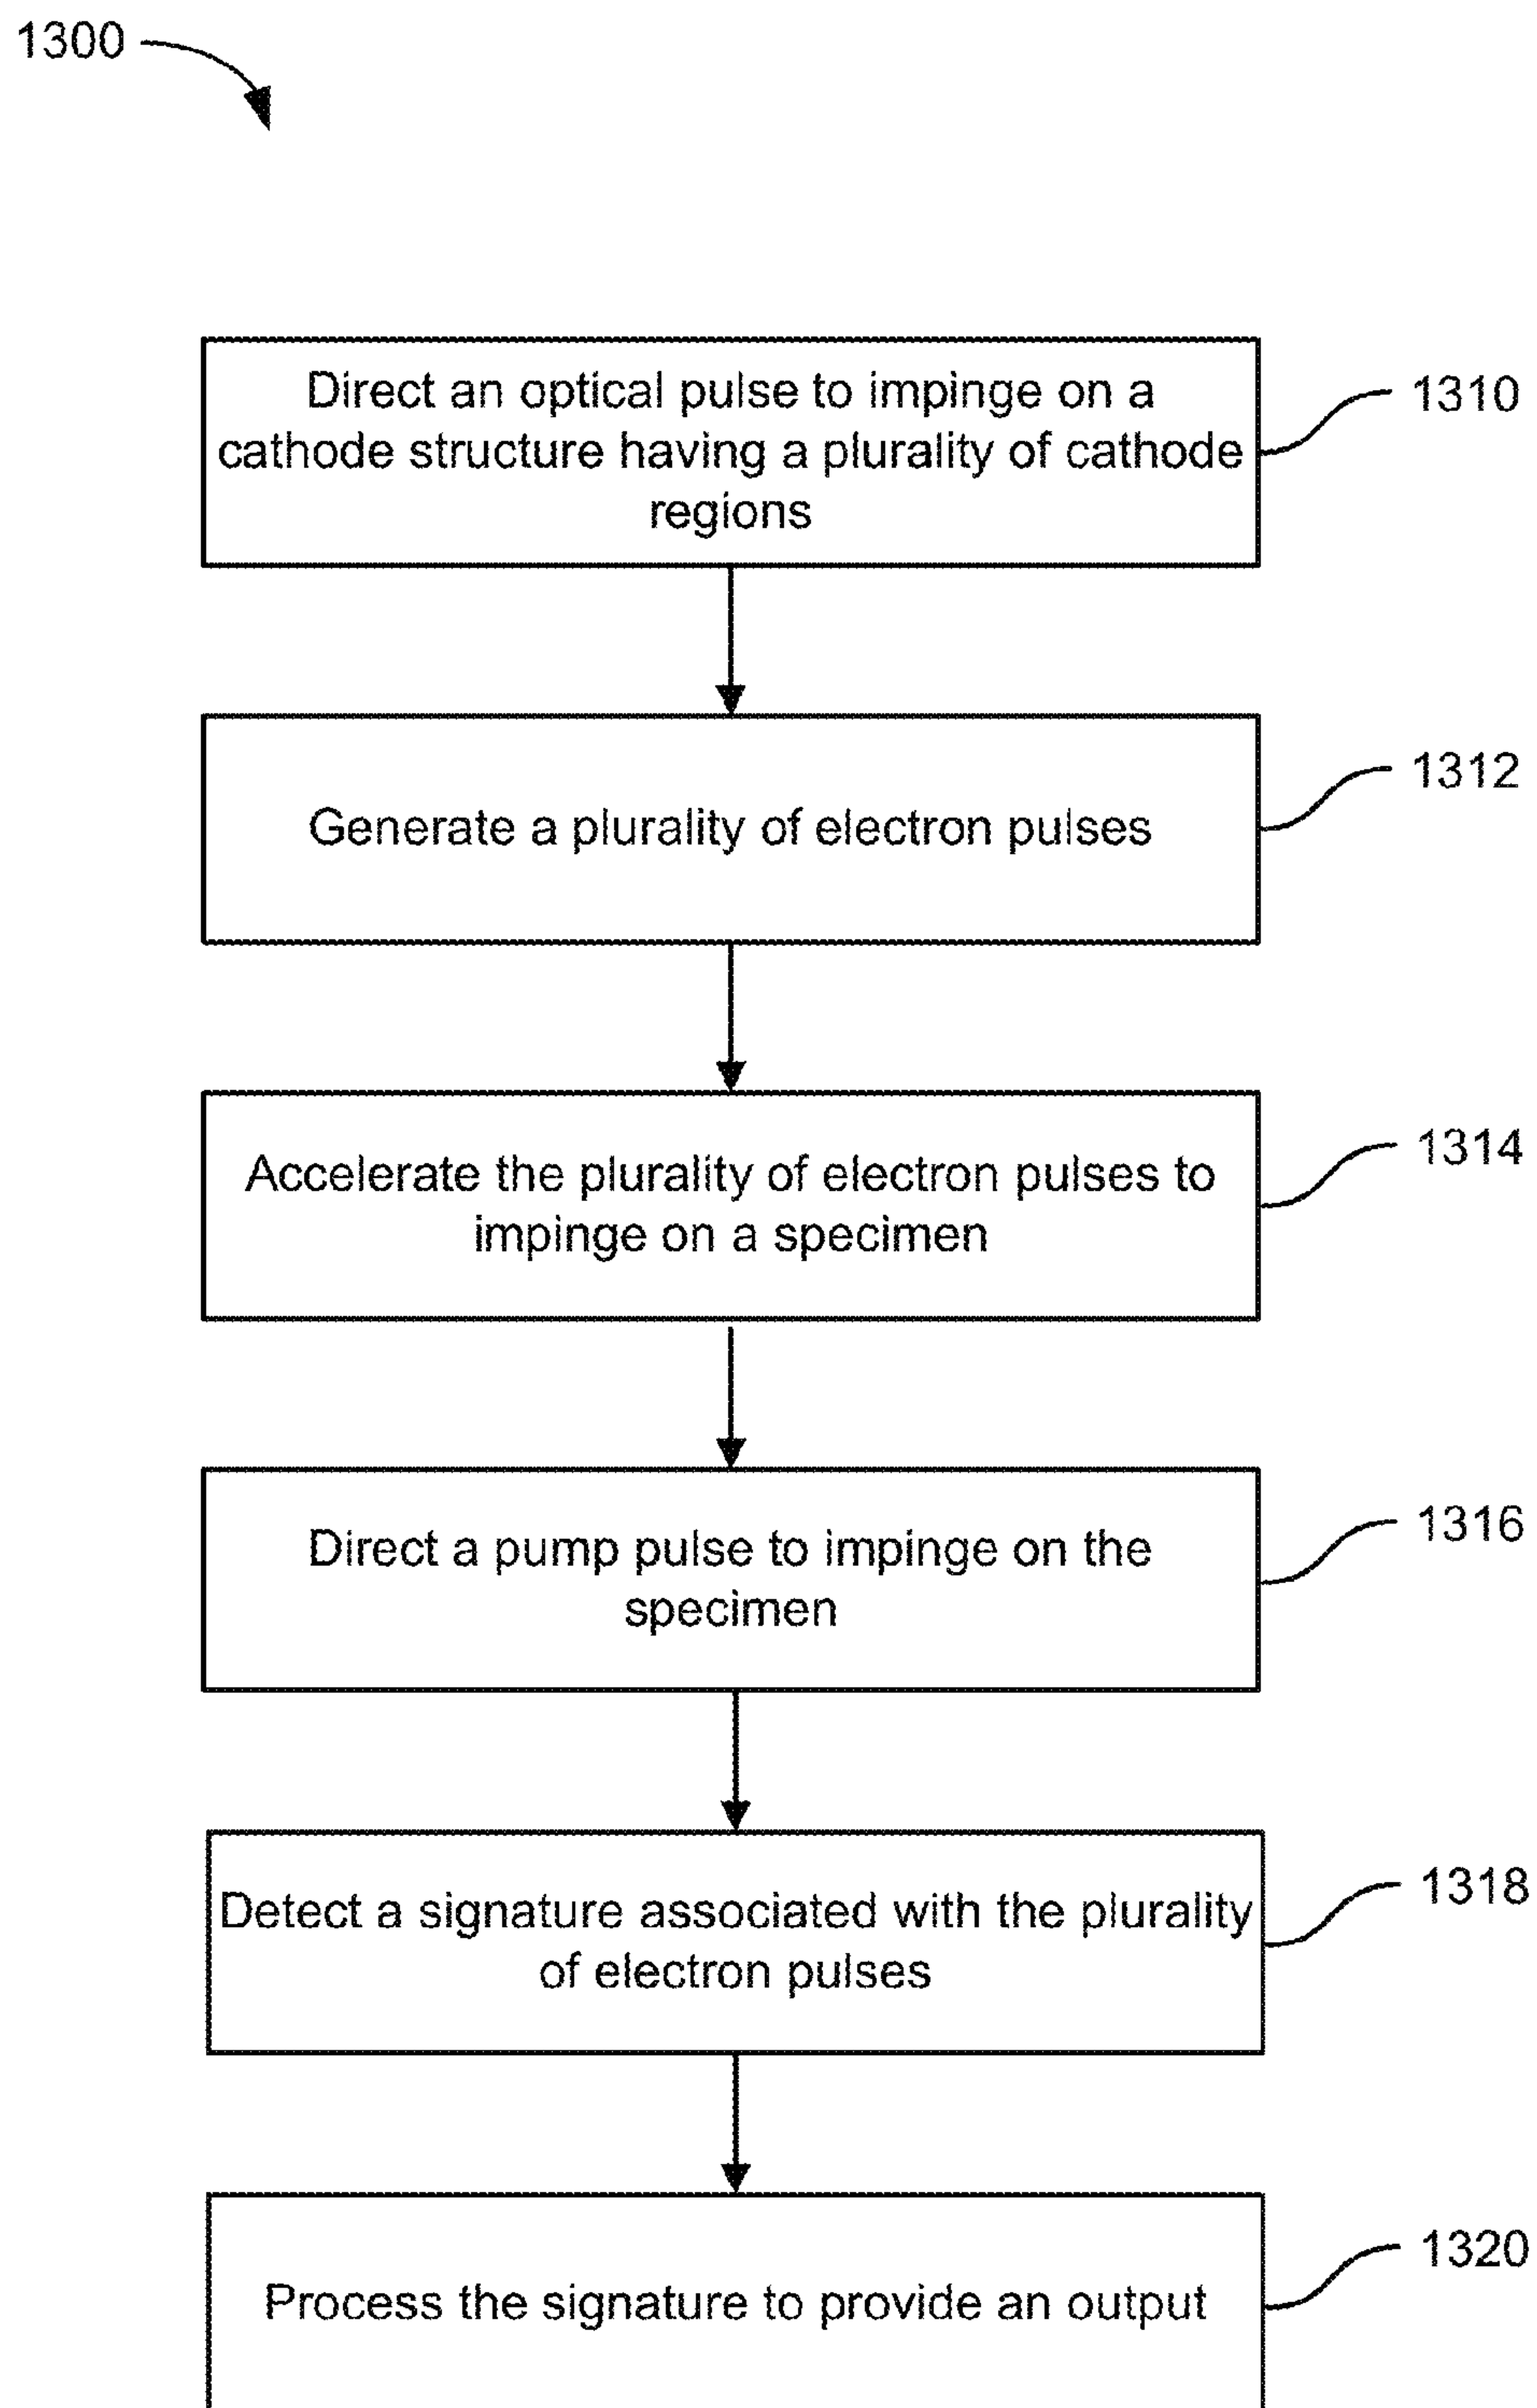 1300
Direct an optical pulse to impinge on a
cathode structure having a plurality of cathode
regions
1310
Generate a plurality of electron pulses
1312
Accelerate the plurality of electron pulses to
impinge on a specimen
1314
Direct a pump pulse to impinge on the
specimen
1316
Detect a signature associated with the plurality
of electron pulses
1318
Process the signature to provide an output
1320